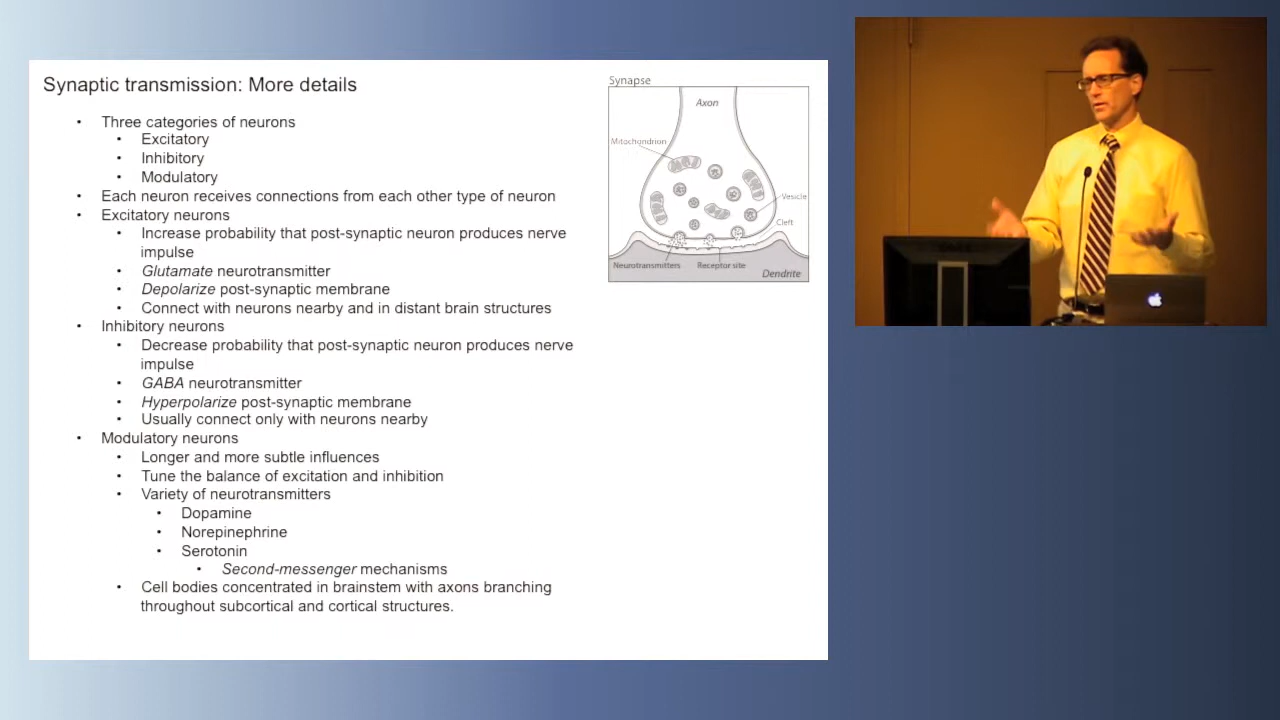 Synaptic transmission: More details
• Three categories of neurons
• Excitatory
• Inhibitory
• Modulatory
• Each neuron receives connections from each other type of neuron
• Excitatory neurons
• Increase probability that post-synaptic neuron produces nerve
impulse
• Glutamate neurotransmitter
• Depolarize post-synaptic membrane
• Connect with neurons nearby and in distant brain structures
• Inhibitory neurons
• Decrease probability that post-synaptic neuron produces nerve
impulse
• GABA neurotransmitter
• Hyperpolarize post-synaptic membrane
• Usually connect only with neurons nearby
• Modulatory neurons
• Longer and more subtle influences
• Tune the balance of excitation and inhibition
• Variety of neurotransmitters
• Dopamine
• Norepinephrine
• Serotonin
• Second-messenger mechanisms
• Cell bodies concentrated in brainstem with axons branching
throughout subcortical and cortical structures.
Synapse
Axon
Mitochondrion
Vesicle
Cleft
Neurotransmitters
Receptor site
Dendrite